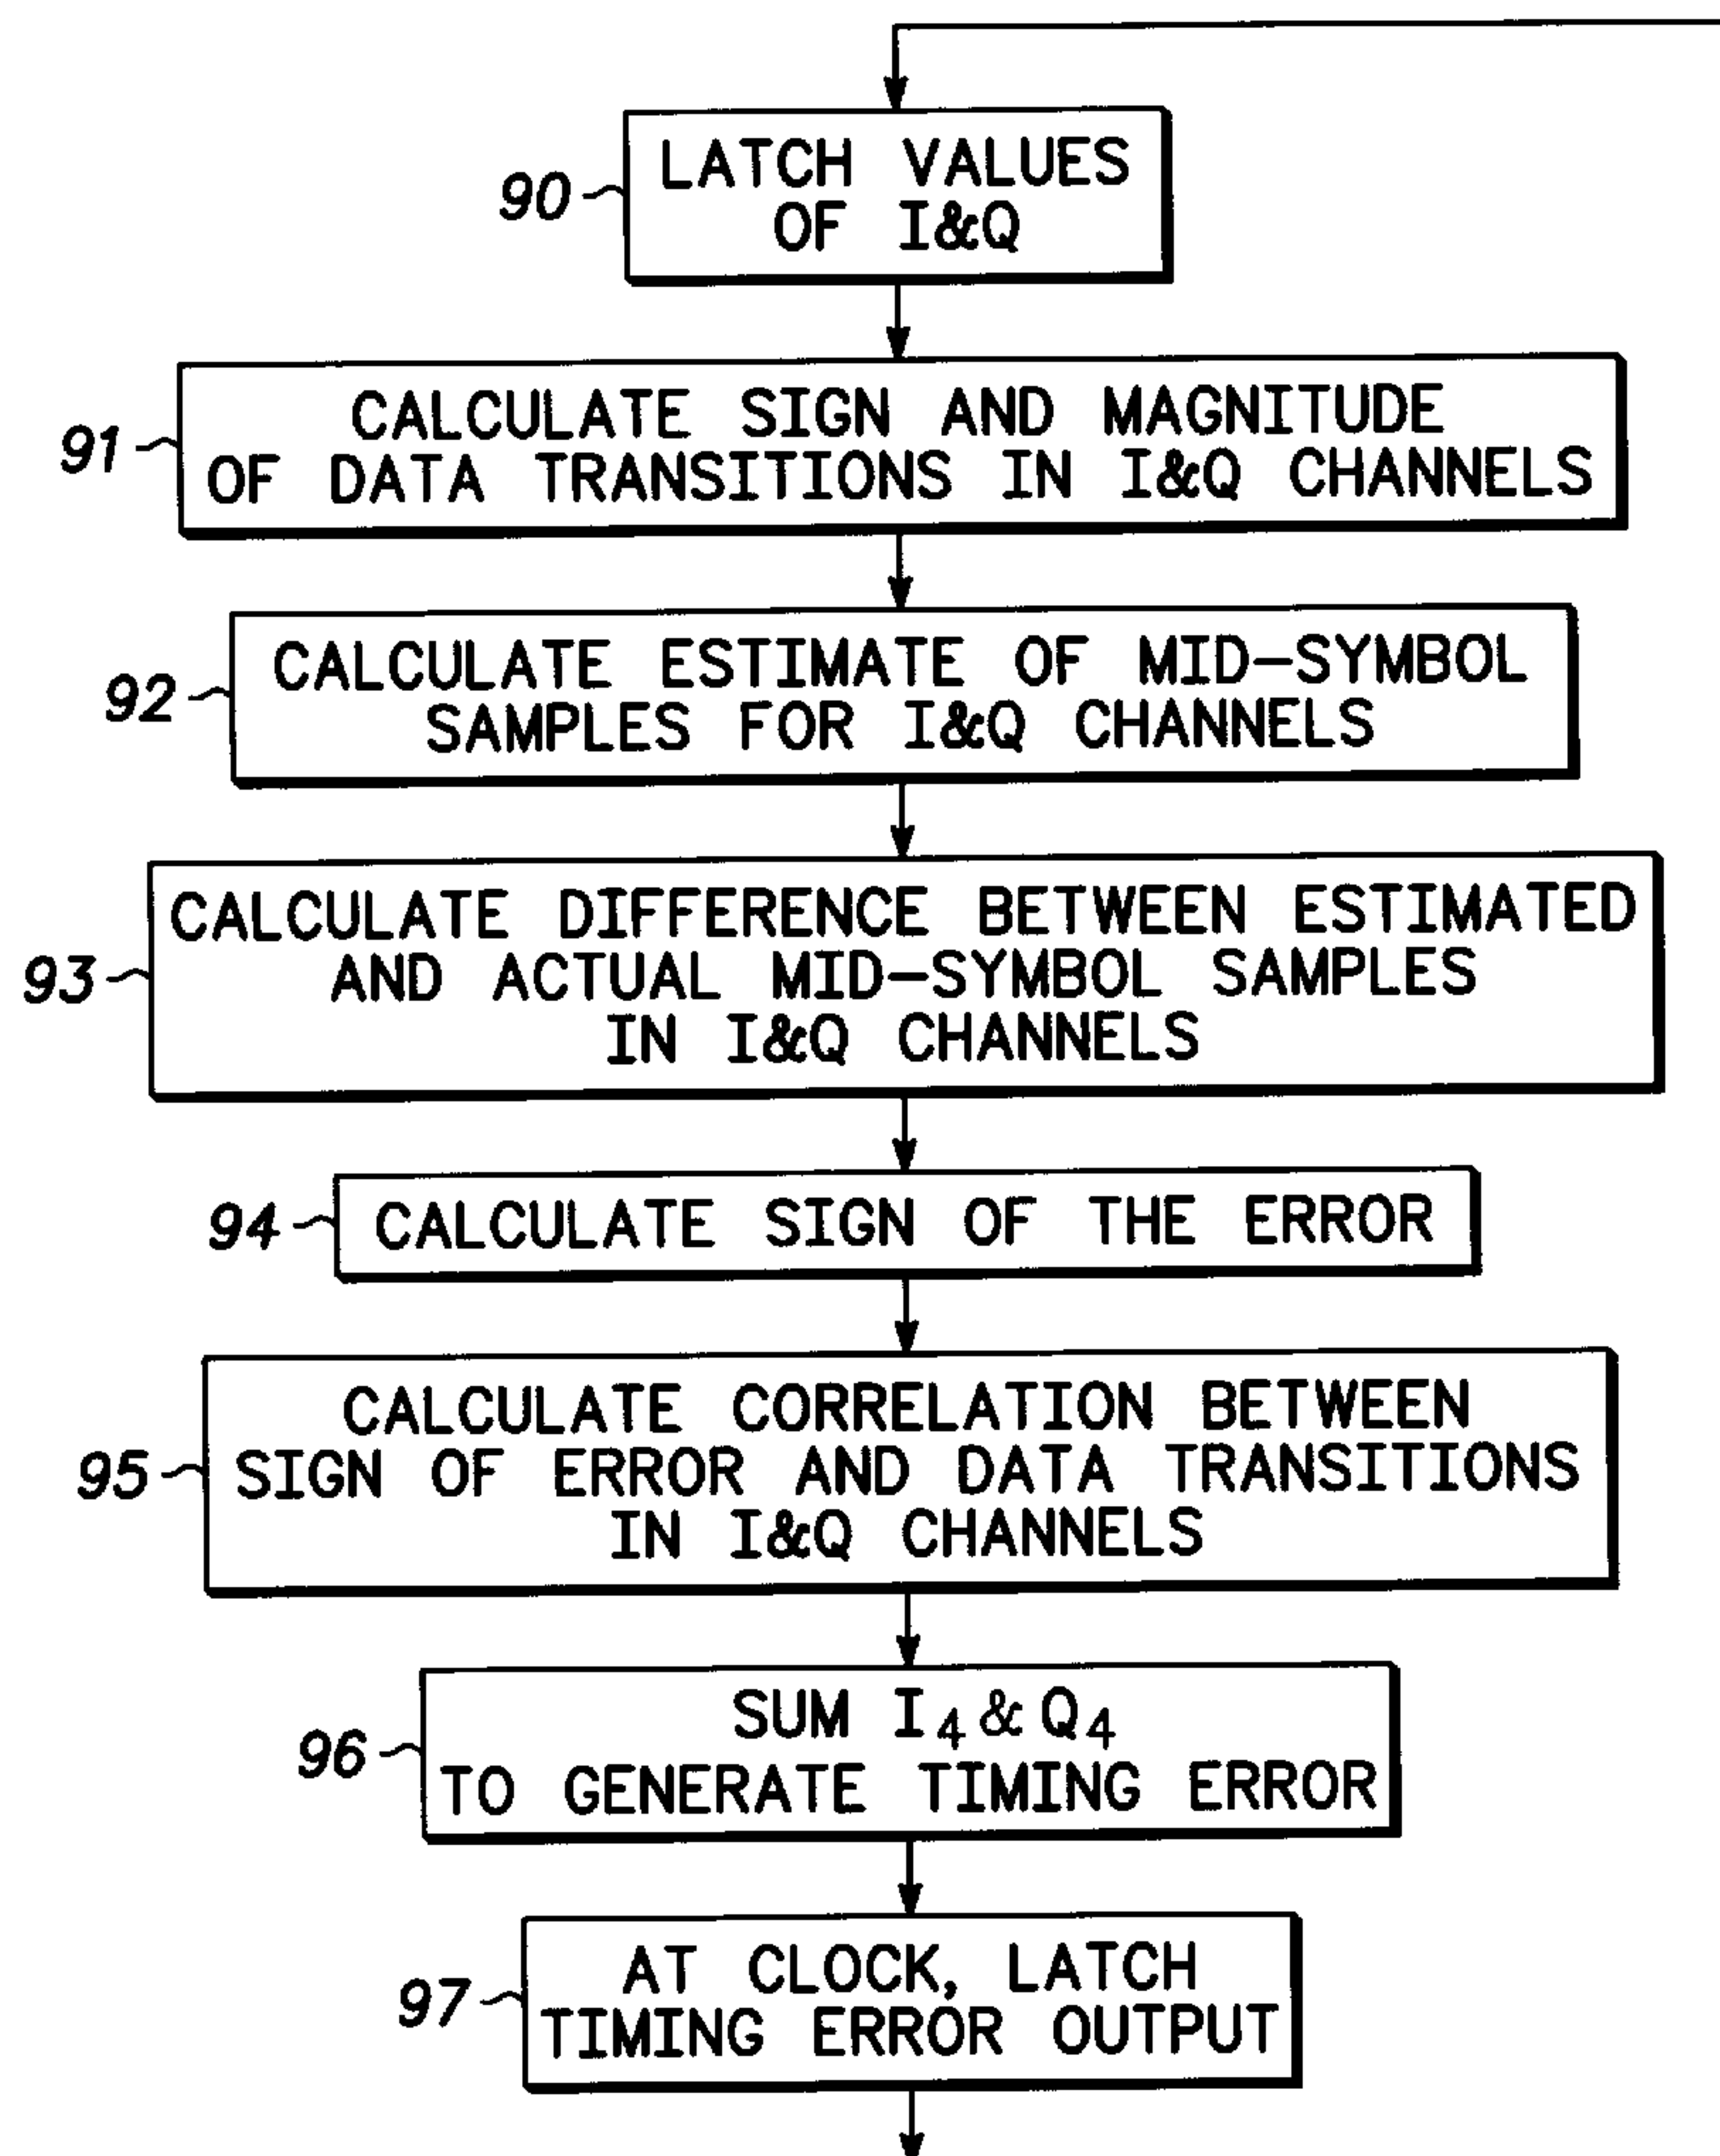 90
LATCH VALUES
OF I&Q
91
CALCULATE SIGN AND MAGNITUDE
OF DATA TRANSITIONS IN I&Q CHANNELS
92
CALCULATE ESTIMATE OF MID-SYMBOL
SAMPLES FOR I&Q CHANNELS
93
CALCULATE DIFFERENCE BETWEEN ESTIMATED
AND ACTUAL MID-SYMBOL SAMPLES
IN I&Q CHANNELS
94
CALCULATE SIGN OF THE ERROR
95
CALCULATE CORRELATION BETWEEN
SIGN OF ERROR AND DATA TRANSITIONS
IN I&Q CHANNELS
96
SUM I₄ & Q₄
TO GENERATE TIMING ERROR
97
AT CLOCK, LATCH
TIMING ERROR OUTPUT